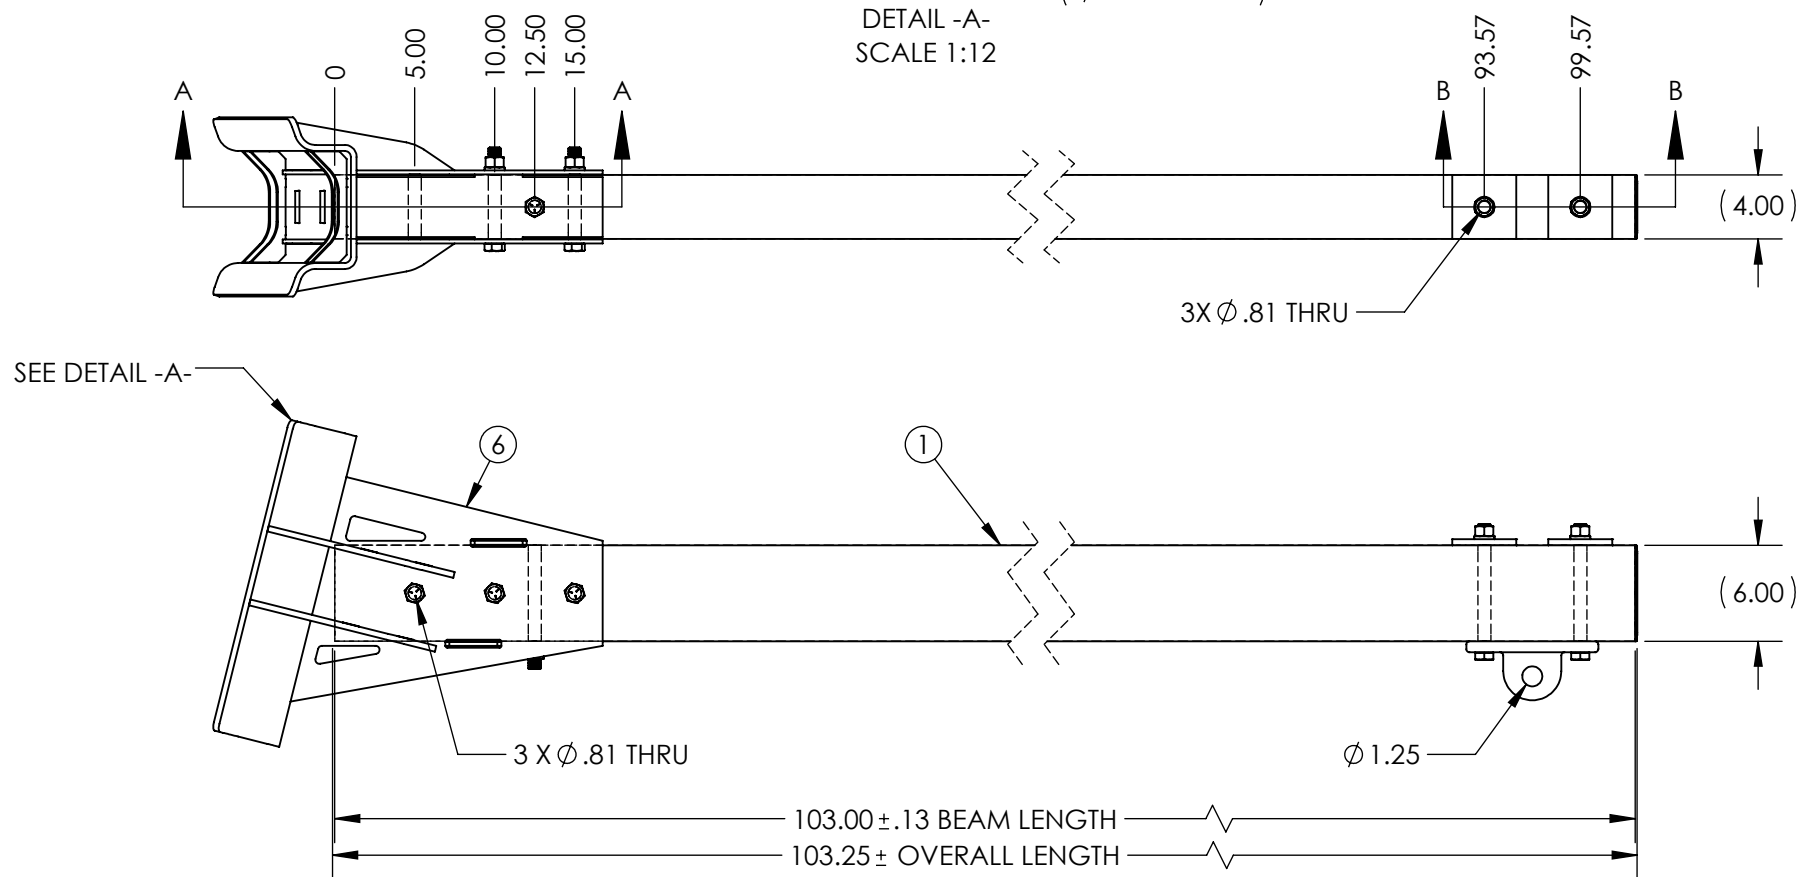 DETAIL -A-
SCALE 1:12
0
5.00
10.00
12.50
15.00
93.57
99.57
A
A
B
B
( 4.00 )
3X ∅ .81 THRU
SEE DETAIL -A-
6
1
( 6.00 )
3 X ∅ .81 THRU
∅ 1.25
103.00 ± .13 BEAM LENGTH
103.25 ± OVERALL LENGTH